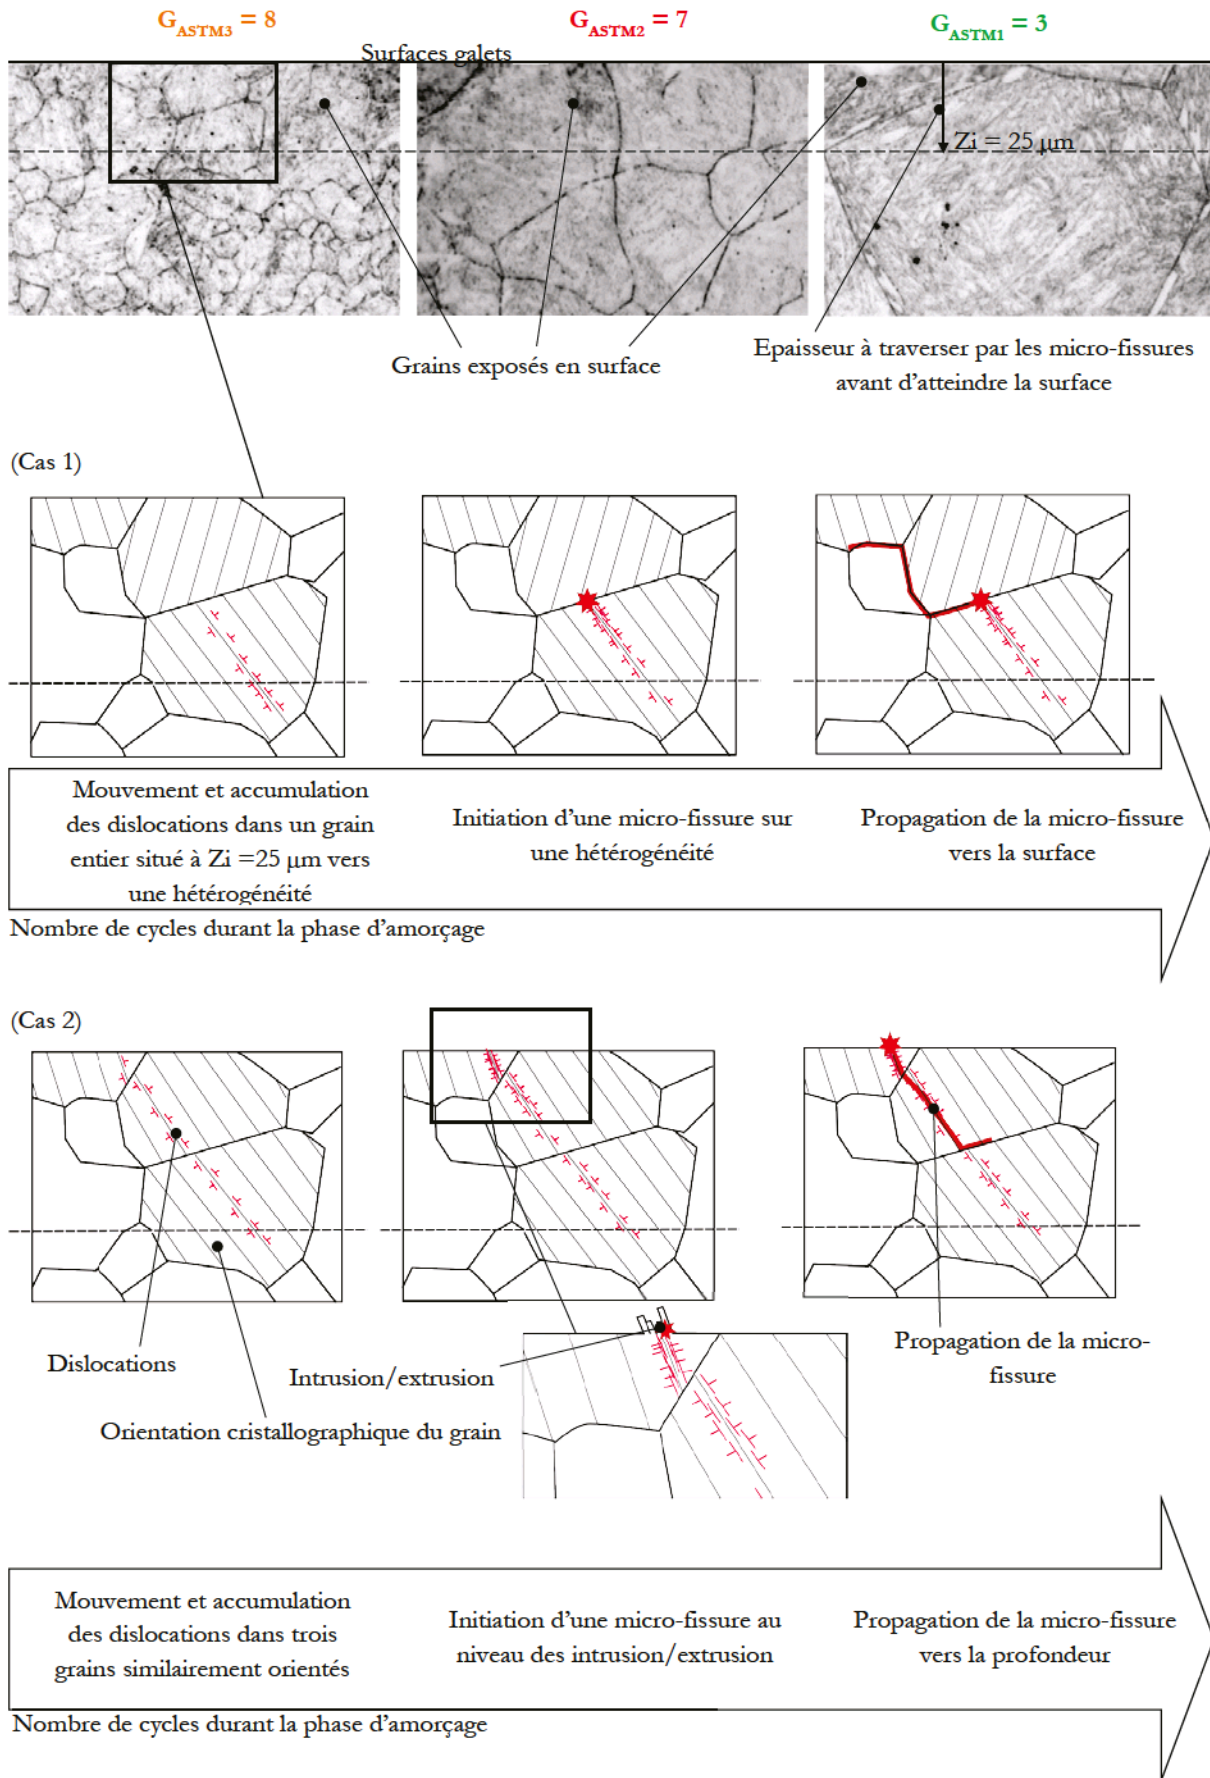 G_ASTM3 = 8
G_ASTM2 = 7
G_ASTM1 = 3
Surfaces galets
Zi = 25 µm
Grains exposés en surface
Epaisseur à traverser par les micro-fissures
avant d'atteindre la surface
(Cas 1)
Mouvement et accumulation
des dislocations dans un grain
entier situé à Zi =25 µm vers
une hétérogénéité
Initiation d'une micro-fissure sur
une hétérogénéité
Propagation de la micro-fissure
vers la surface
Nombre de cycles durant la phase d'amorçage
(Cas 2)
Dislocations
Intrusion/extrusion
Orientation cristallographique du grain
Propagation de la micro-
fissure
Mouvement et accumulation
des dislocations dans trois
grains similairement orientés
Initiation d'une micro-fissure au
niveau des intrusion/extrusion
Propagation de la micro-fissure
vers la profondeur
Nombre de cycles durant la phase d'amorçage